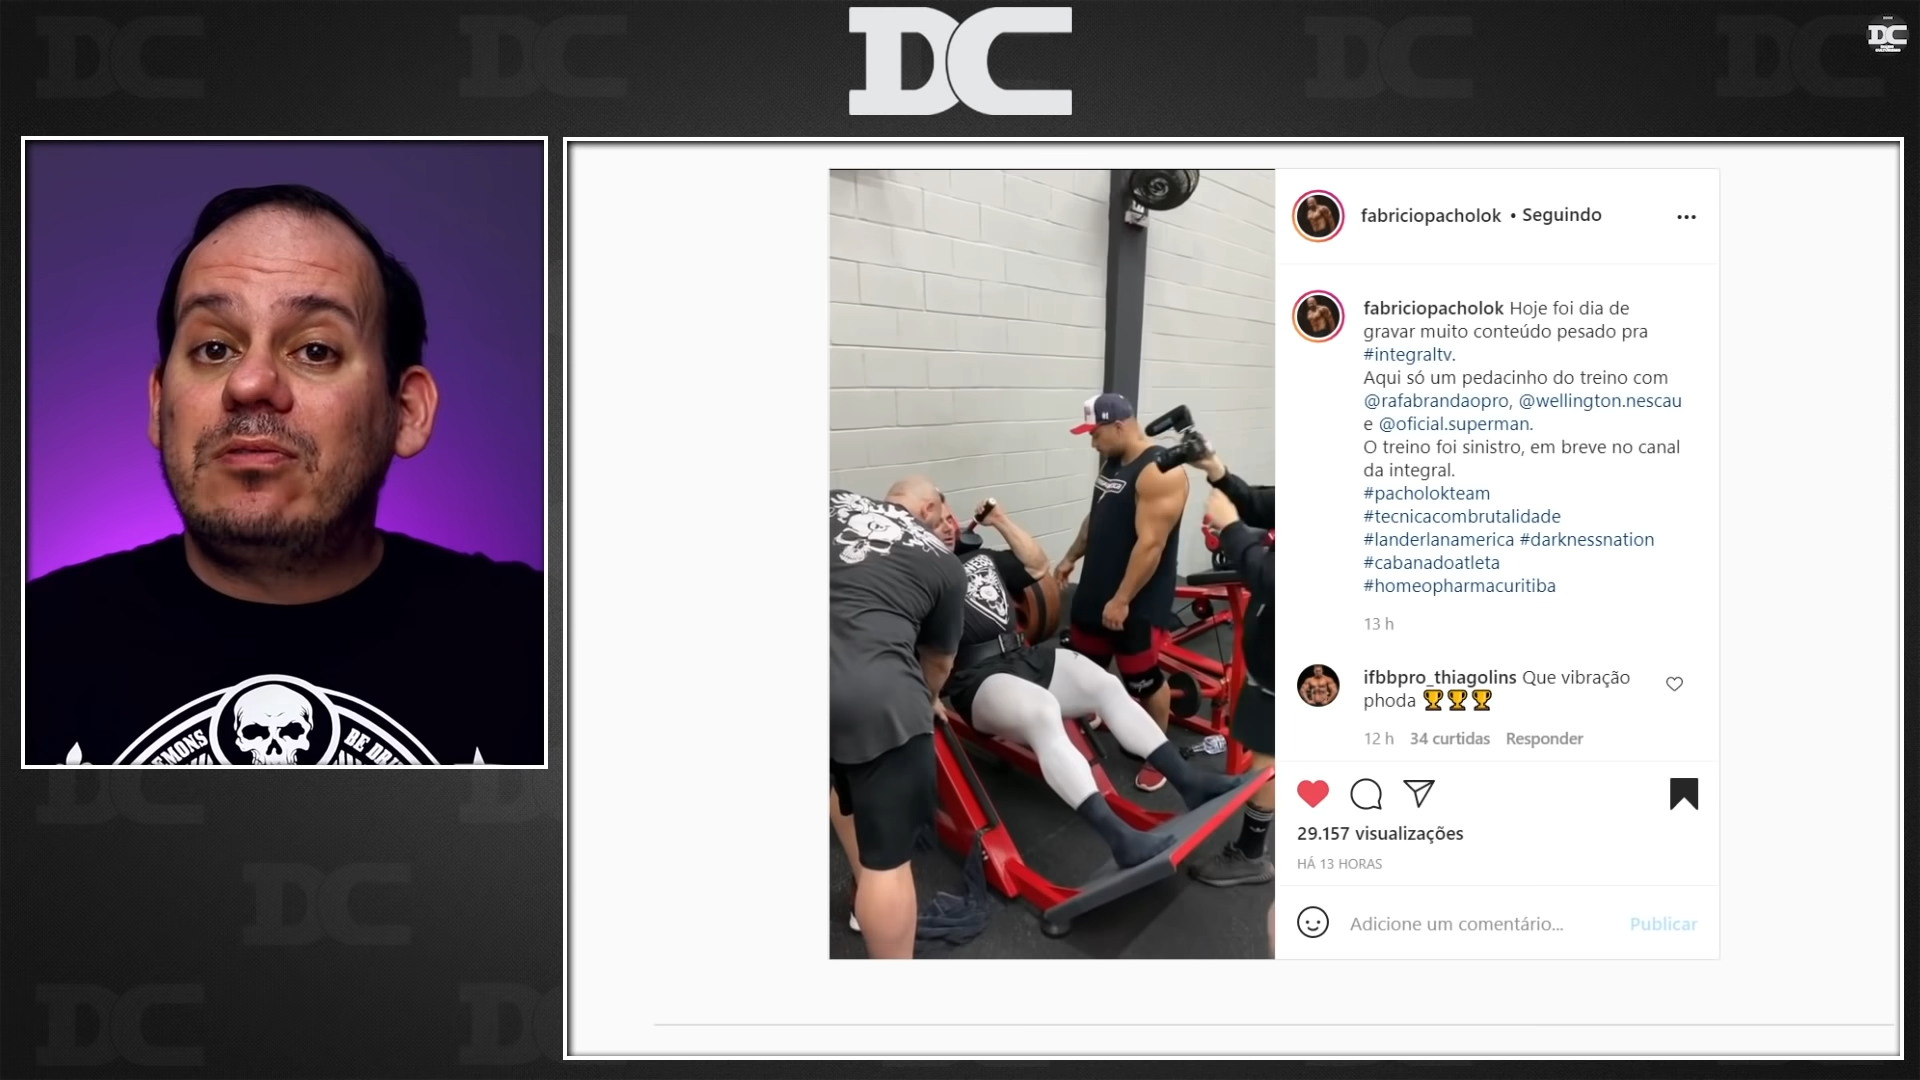 DC
DC
fabriciopacholok • Seguindo
fabriciopacholok Hoje foi dia de
gravar muito conteúdo pesado pra
#integraltv.
Aqui só um pedacinho do treino com
@rafabrandaopro, @wellington.nescau
e @oficial.superman.
O treino foi sinistro, em breve no canal
da integral.
#pacholokteam
#tecnicacombrutalidade
#landerlanamerica #darknessnation
#cabanadoatleta
#homeopharmacuritiba
13 h
ifbbpro_thiagolins Que vibração
phoda
12 h 34 curtidas Responder
29.157 visualizações
HÁ 13 HORAS
Adicione um comentário... Publicar
EMONS